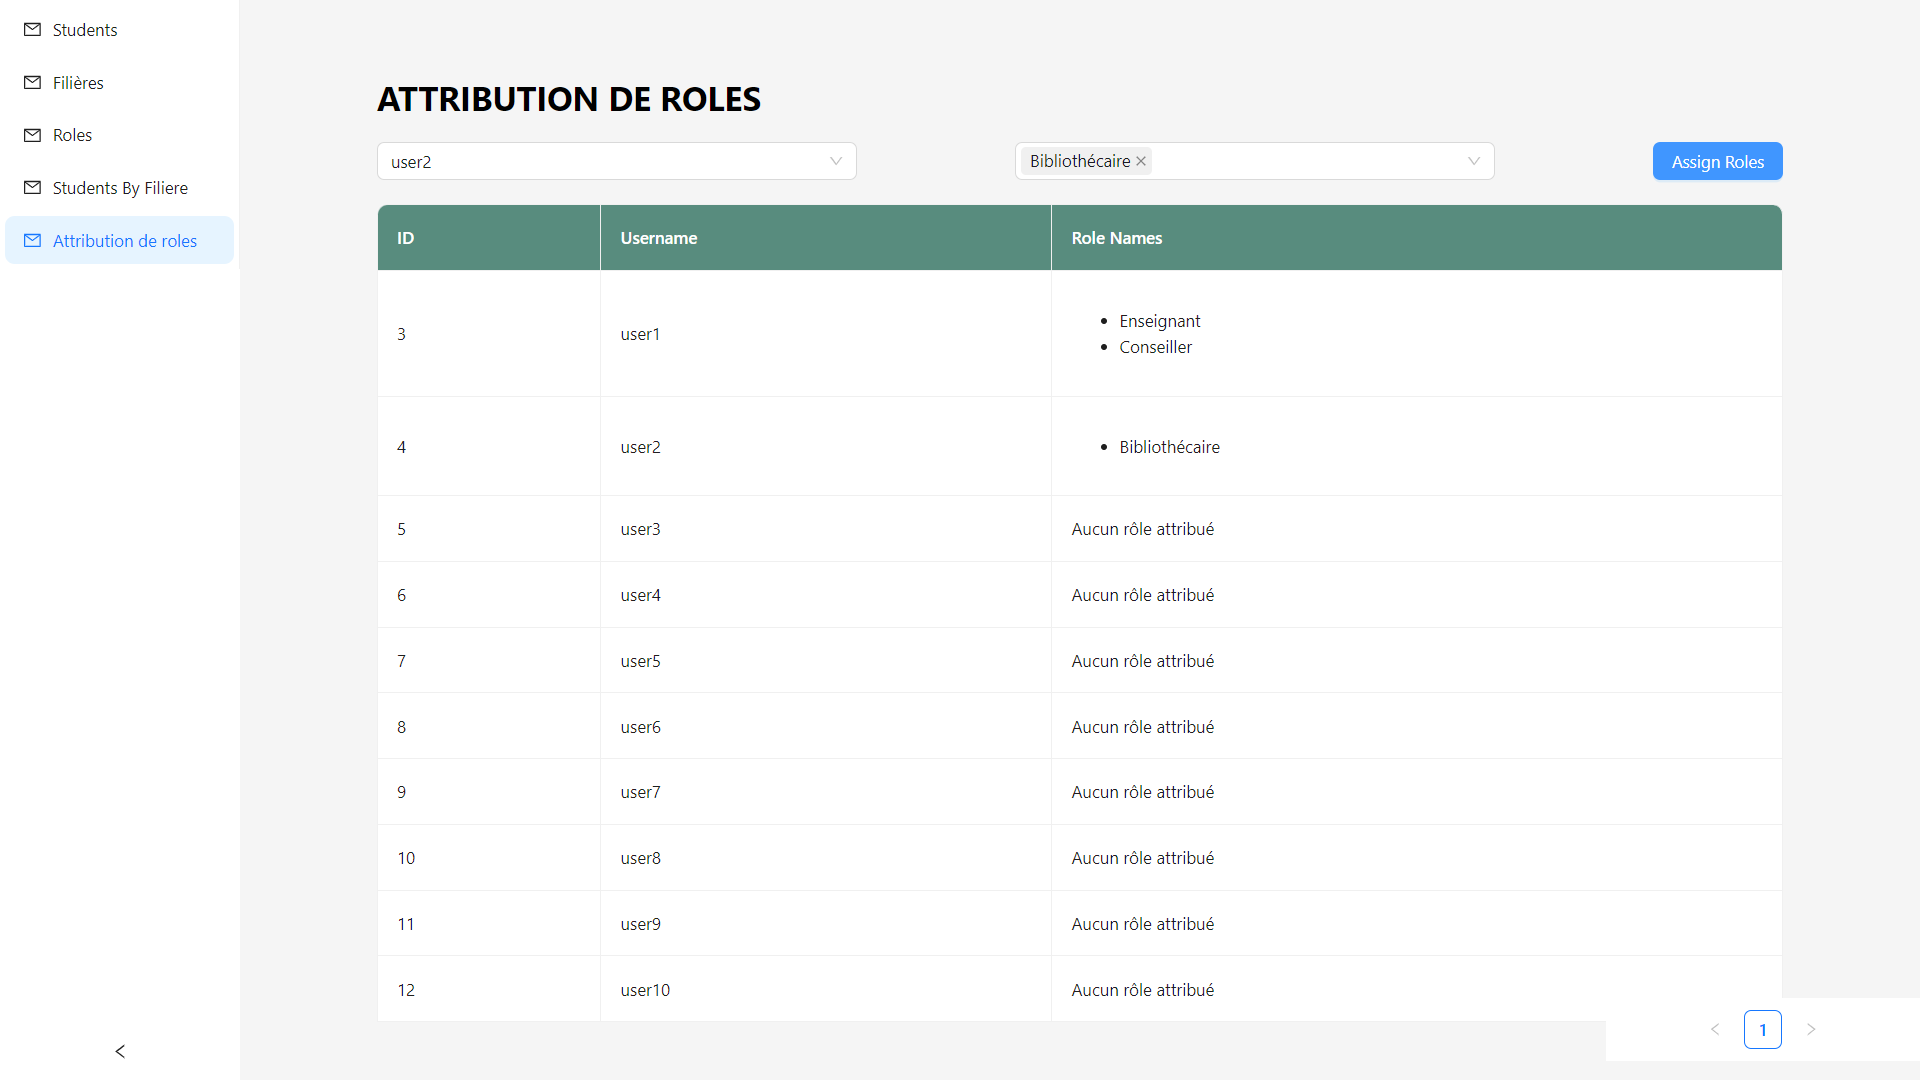 Students
Filières
Roles
Students By Filiere
Attribution de roles
ATTRIBUTION DE ROLES
user2
Bibliothécaire
Assign Roles
ID Username Role Names
3 user1
Enseignant
Conseiller
4 user2 Bibliothécaire
5 user3 Aucun rôle attribué
6 user4 Aucun rôle attribué
7 user5 Aucun rôle attribué
8 user6 Aucun rôle attribué
9 user7 Aucun rôle attribué
10 user8 Aucun rôle attribué
11 user9 Aucun rôle attribué
12 user10 Aucun rôle attribué
1